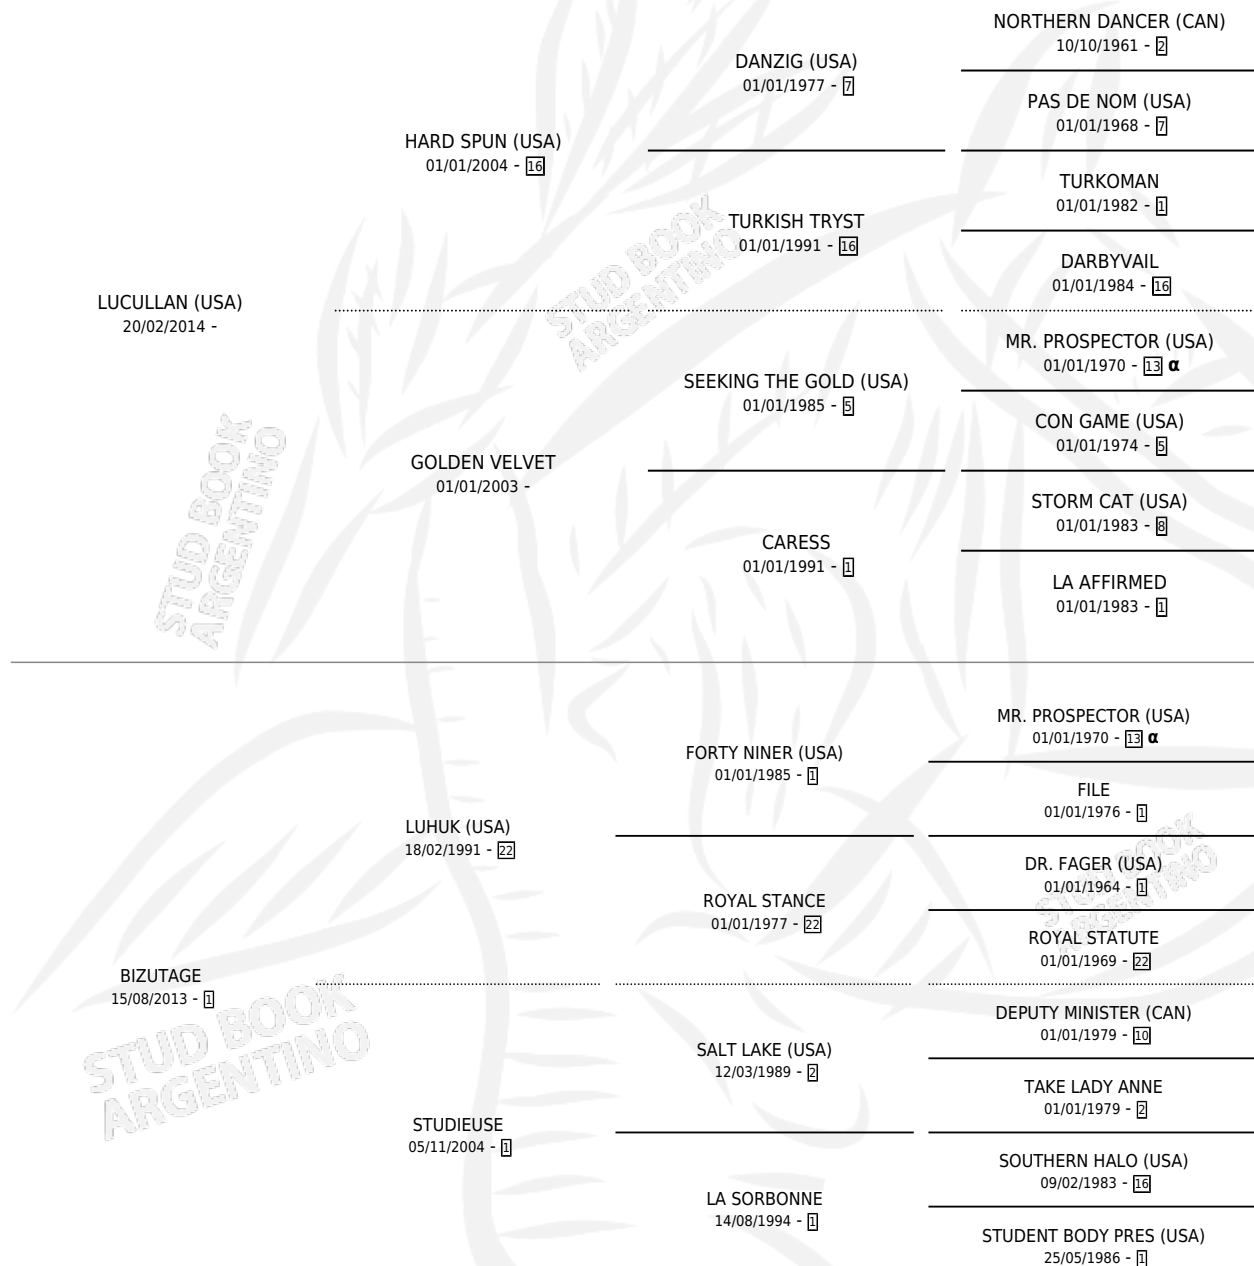 NORTHERN DANCER (CAN)
10/10/1961 - 2
DANZIG (USA)
01/01/1977 - 7
PAS DE NOM (USA)
01/01/1968 - 7
HARD SPUN (USA)
01/01/2004 - 16
TURKOMAN
01/01/1982 - 1
TURKISH TRYST
01/01/1991 - 16
DARBYVAIL
01/01/1984 - 16
LUCULLAN (USA)
20/02/2014 -
MR. PROSPECTOR (USA)
01/01/1970 - 13 α
SEEKING THE GOLD (USA)
01/01/1985 - 5
CON GAME (USA)
01/01/1974 - 5
GOLDEN VELVET
01/01/2003 -
STORM CAT (USA)
01/01/1983 - 8
CARESS
01/01/1991 - 1
LA AFFIRMED
01/01/1983 - 1
MR. PROSPECTOR (USA)
01/01/1970 - 13 α
FORTY NINER (USA)
01/01/1985 - 1
FILE
01/01/1976 - 1
LUHUK (USA)
18/02/1991 - 22
DR. FAGER (USA)
01/01/1964 - 1
ROYAL STANCE
01/01/1977 - 22
ROYAL STATUTE
01/01/1969 - 22
BIZUTAGE
15/08/2013 - 1
DEPUTY MINISTER (CAN)
01/01/1979 - 10
SALT LAKE (USA)
12/03/1989 - 2
TAKE LADY ANNE
01/01/1979 - 2
STUDIEUSE
05/11/2004 - 1
SOUTHERN HALO (USA)
09/02/1983 - 16
LA SORBONNE
14/08/1994 - 1
STUDENT BODY PRES (USA)
25/05/1986 - 1
STUD BOOK
ARGENTINO
STUD BOOK
ARGENTINO
STUD BOOK
ARGENTINO
STUD BOOK
ARGENTINO